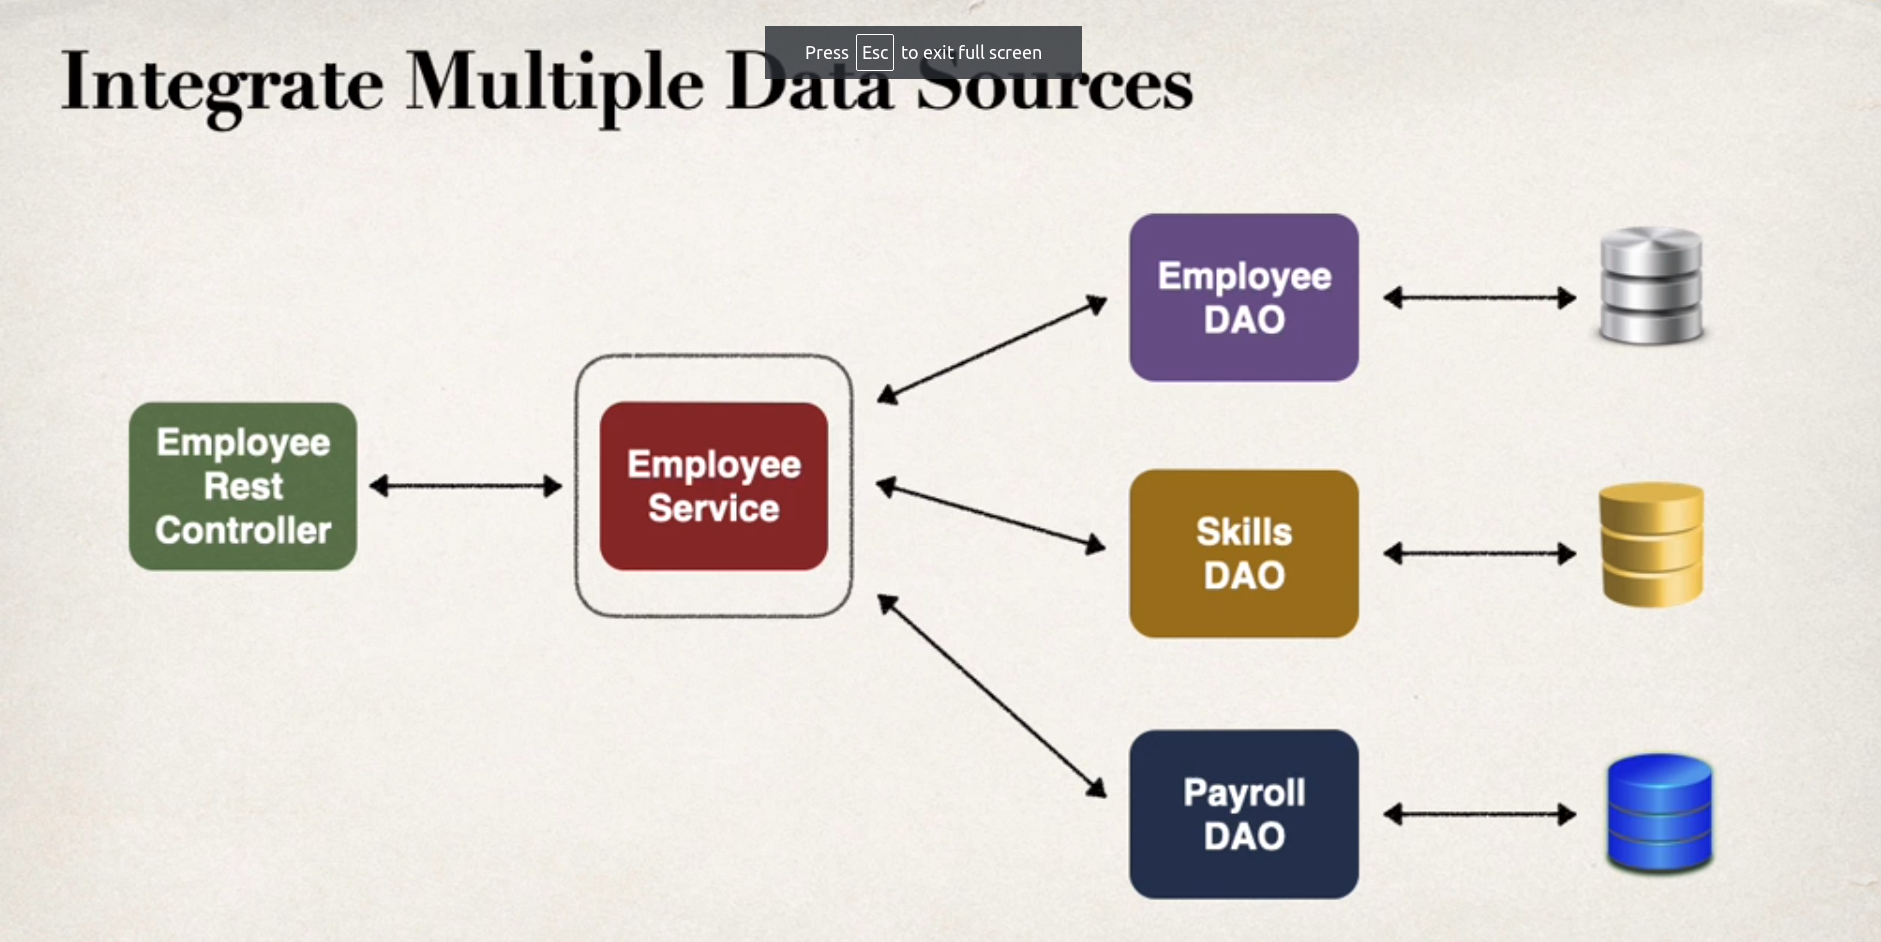 Press Esc to exit full screen
Integrate Multiple Data Sources
Employee
Rest
Controller
Employee
Service
Employee
DAO
Skills
DAO
Payroll
DAO